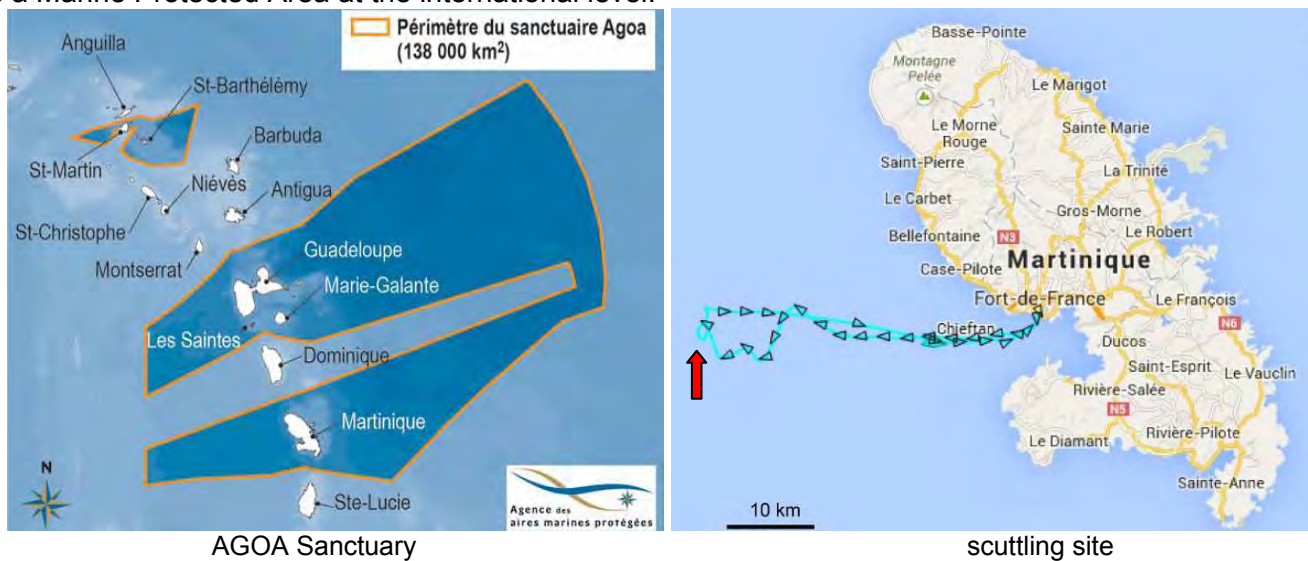 a Marine Protected Area at the international level.
Périmètre du sanctuaire Agoa
(138 000 km2)
Anguilla
St-Barthélémy
Barbuda
St-Martin
Niévès
Antigua
St-Christophe
Montserrat
Guadeloupe
Marie-Galante
Les Saintes
Dominique
Martinique
N
Ste-Lucie
Agence des
aires marines protégées
AGOA Sanctuary
Basse-Pointe
Montagne
Pelée
Le Marigot
Le Morne
Rouge
Sainte Marie
Saint-Pierre
La Trinité
Le Carbet
Gros-Morne
Bellefontaine
N3
Le Robert
Martinique
Case-Pilote
Fort-de-France
Le François
Chieftan
N6
Ducos
Saint-Esprit
Le Vauclin
Rivière-Salée
N5
Le Diamant
Rivière-Pilote
Sainte-Anne
10 km
scuttling site